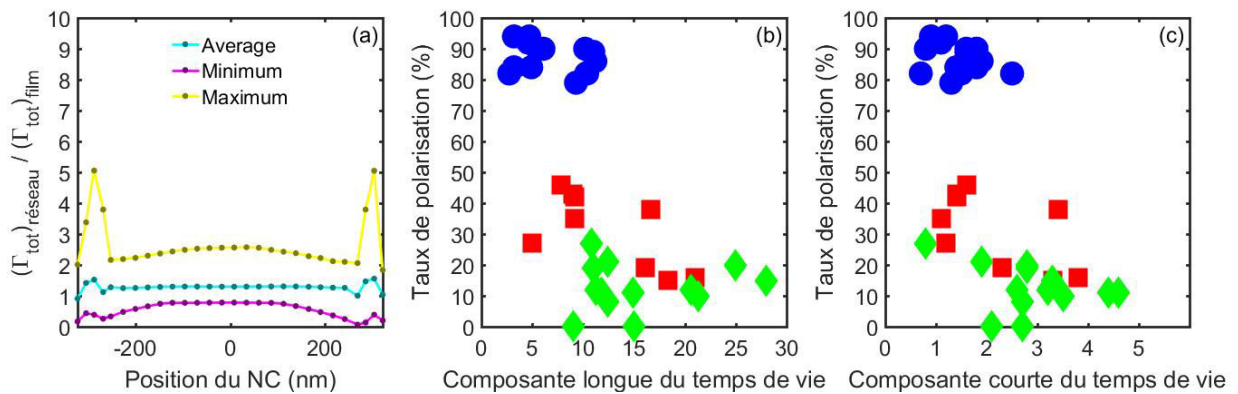 (a)
Average
Minimum
Maximum
10
9
8
7
6
5
4
3
2
1
0
(Γtot)réseau / (Γtot)film
-200 0 200
Position du NC (nm)
(b)
100
90
80
70
60
50
40
30
20
10
0
Taux de polarisation (%)
0 5 10 15 20 25 30
Composante longue du temps de vie
(c)
100
90
80
70
60
50
40
30
20
10
0
Taux de polarisation (%)
0 1 2 3 4 5
Composante courte du temps de vie